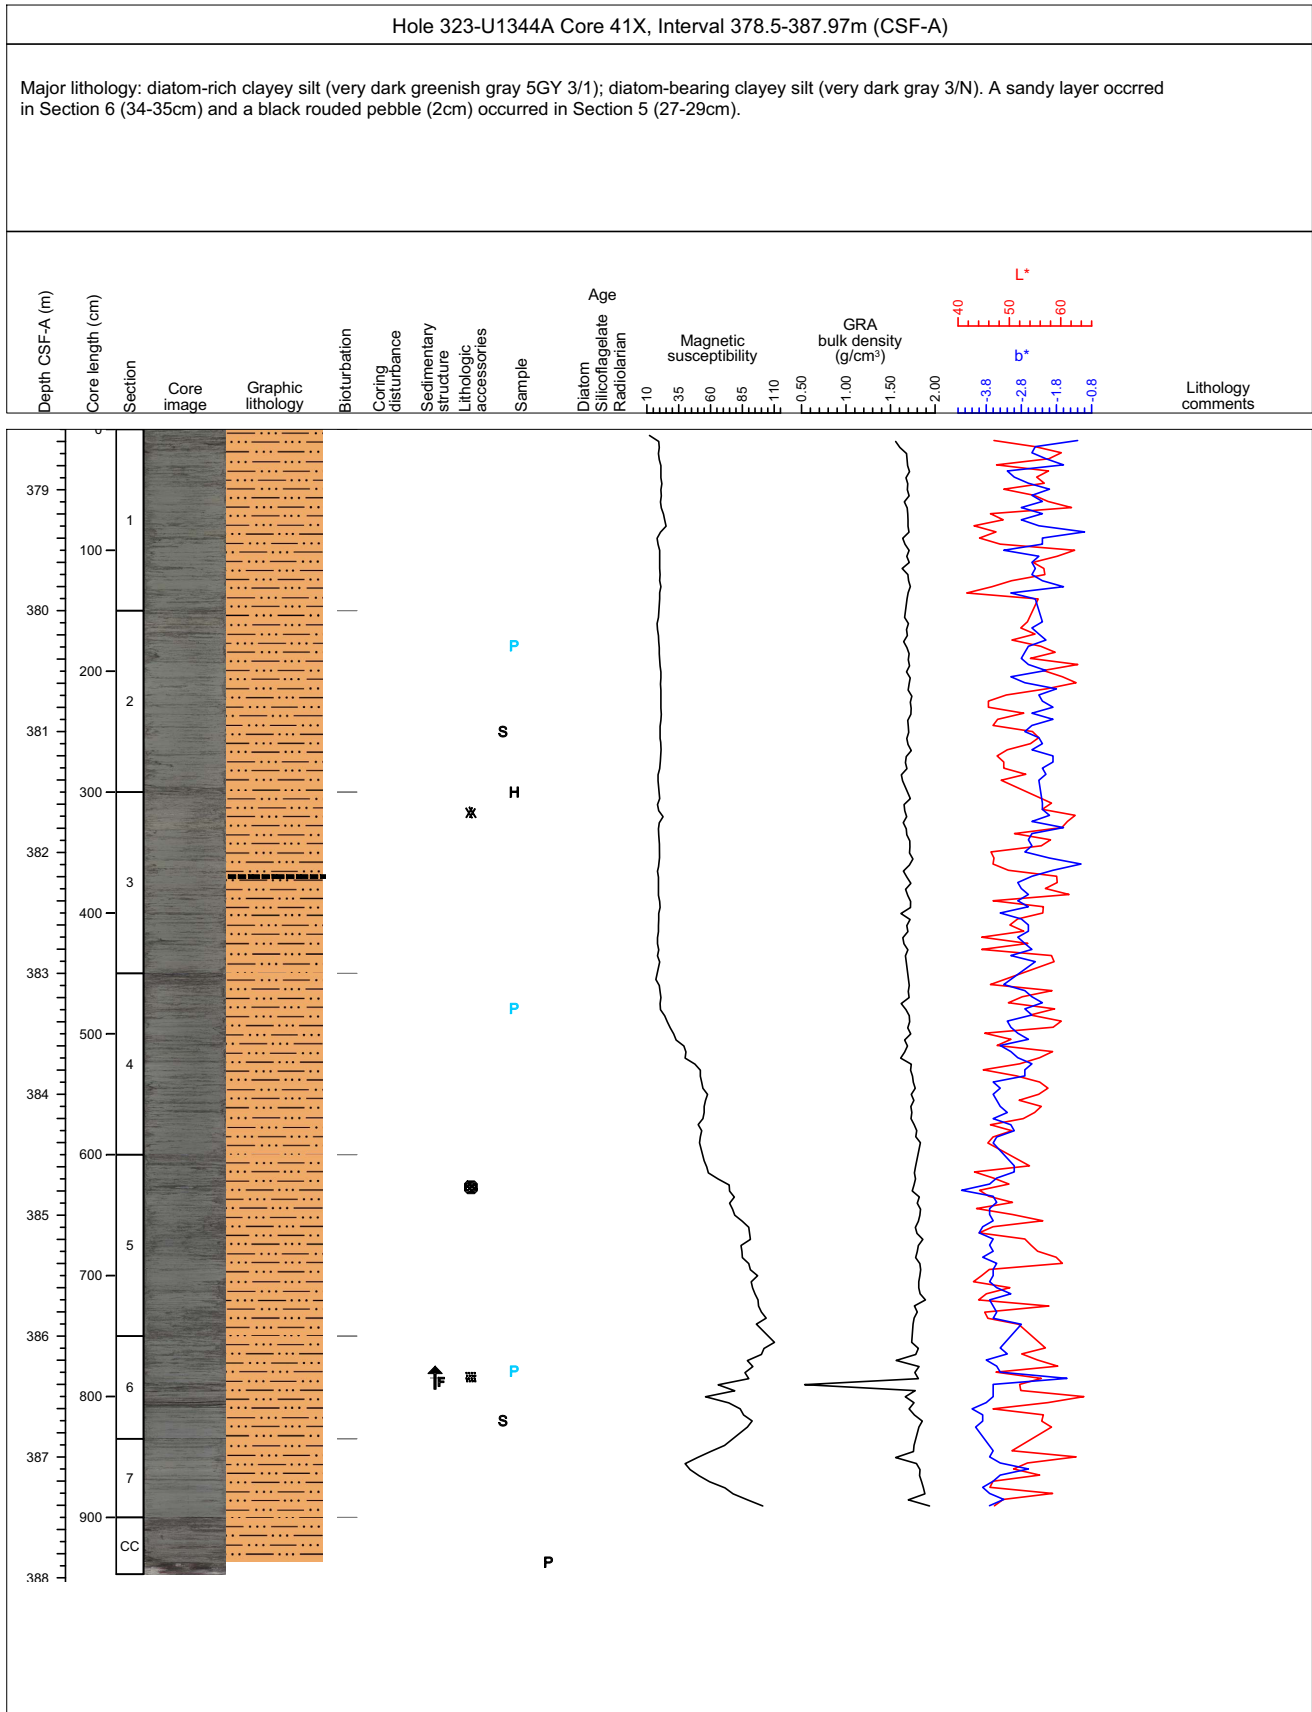 Hole 323-U1344A Core 41X, Interval 378.5-387.97m (CSF-A)
Major lithology: diatom-rich clayey silt (very dark greenish gray 5GY 3/1); diatom-bearing clayey silt (very dark gray 3/N). A sandy layer occrred
in Section 6 (34-35cm) and a black rouded pebble (2cm) occurred in Section 5 (27-29cm).
Depth CSF-A (m)
Core length (cm)
Section
Core
image
Graphic
lithology
Bioturbation
Coring
disturbance
Sedimentary
structure
Lithologic
accessories
Sample
Age
Diatom
Silicoflagelate
Radiolarian
Magnetic
susceptibility
10 35 60 85 110
GRA
bulk density
(g/cm³)
0.50 1.00 1.50 2.00
L*
40 50 60
b*
-3.8 -2.8 -1.8 -0.8
Lithology
comments
0
379
1
100
380
P
200
2
381
S
300
H
382
3
400
383
P
500
4
384
600
385
5
700
386
F
P
6
800
S
387
7
900
CC
P
388